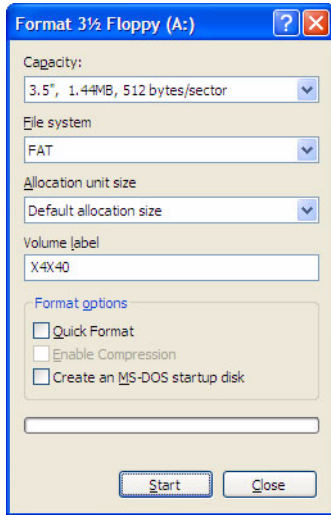 Format 3½ Floppy (A:)
Capacity:
3.5", 1.44MB, 512 bytes/sector
File system
FAT
Allocation unit size
Default allocation size
Volume label
X4X40
Format options
Quick Format
Enable Compression
Create an MS-DOS startup disk
Start Close